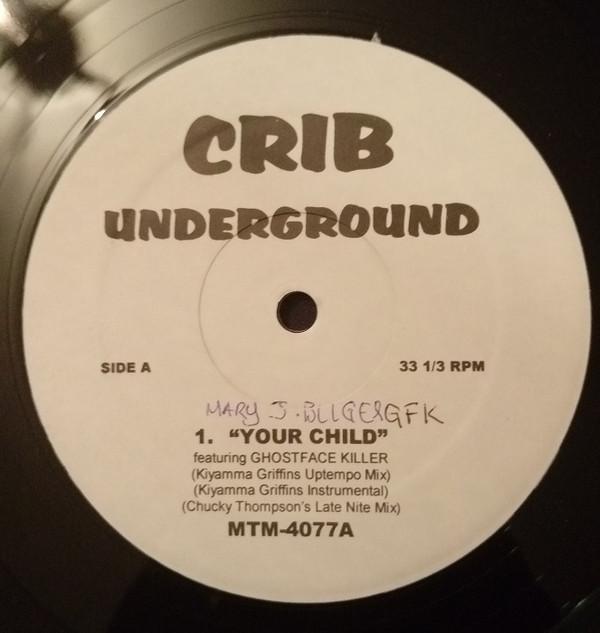 CRIB
UNDERGROUND
SIDE A
33 1/3 RPM
MARY J. BLIGE & GFK
1. "YOUR CHILD"
featuring GHOSTFACE KILLER
(Kiyamma Griffins Uptempo Mix)
(Kiyamma Griffins Instrumental)
(Chucky Thompson's Late Nite Mix)
MTM-4077A